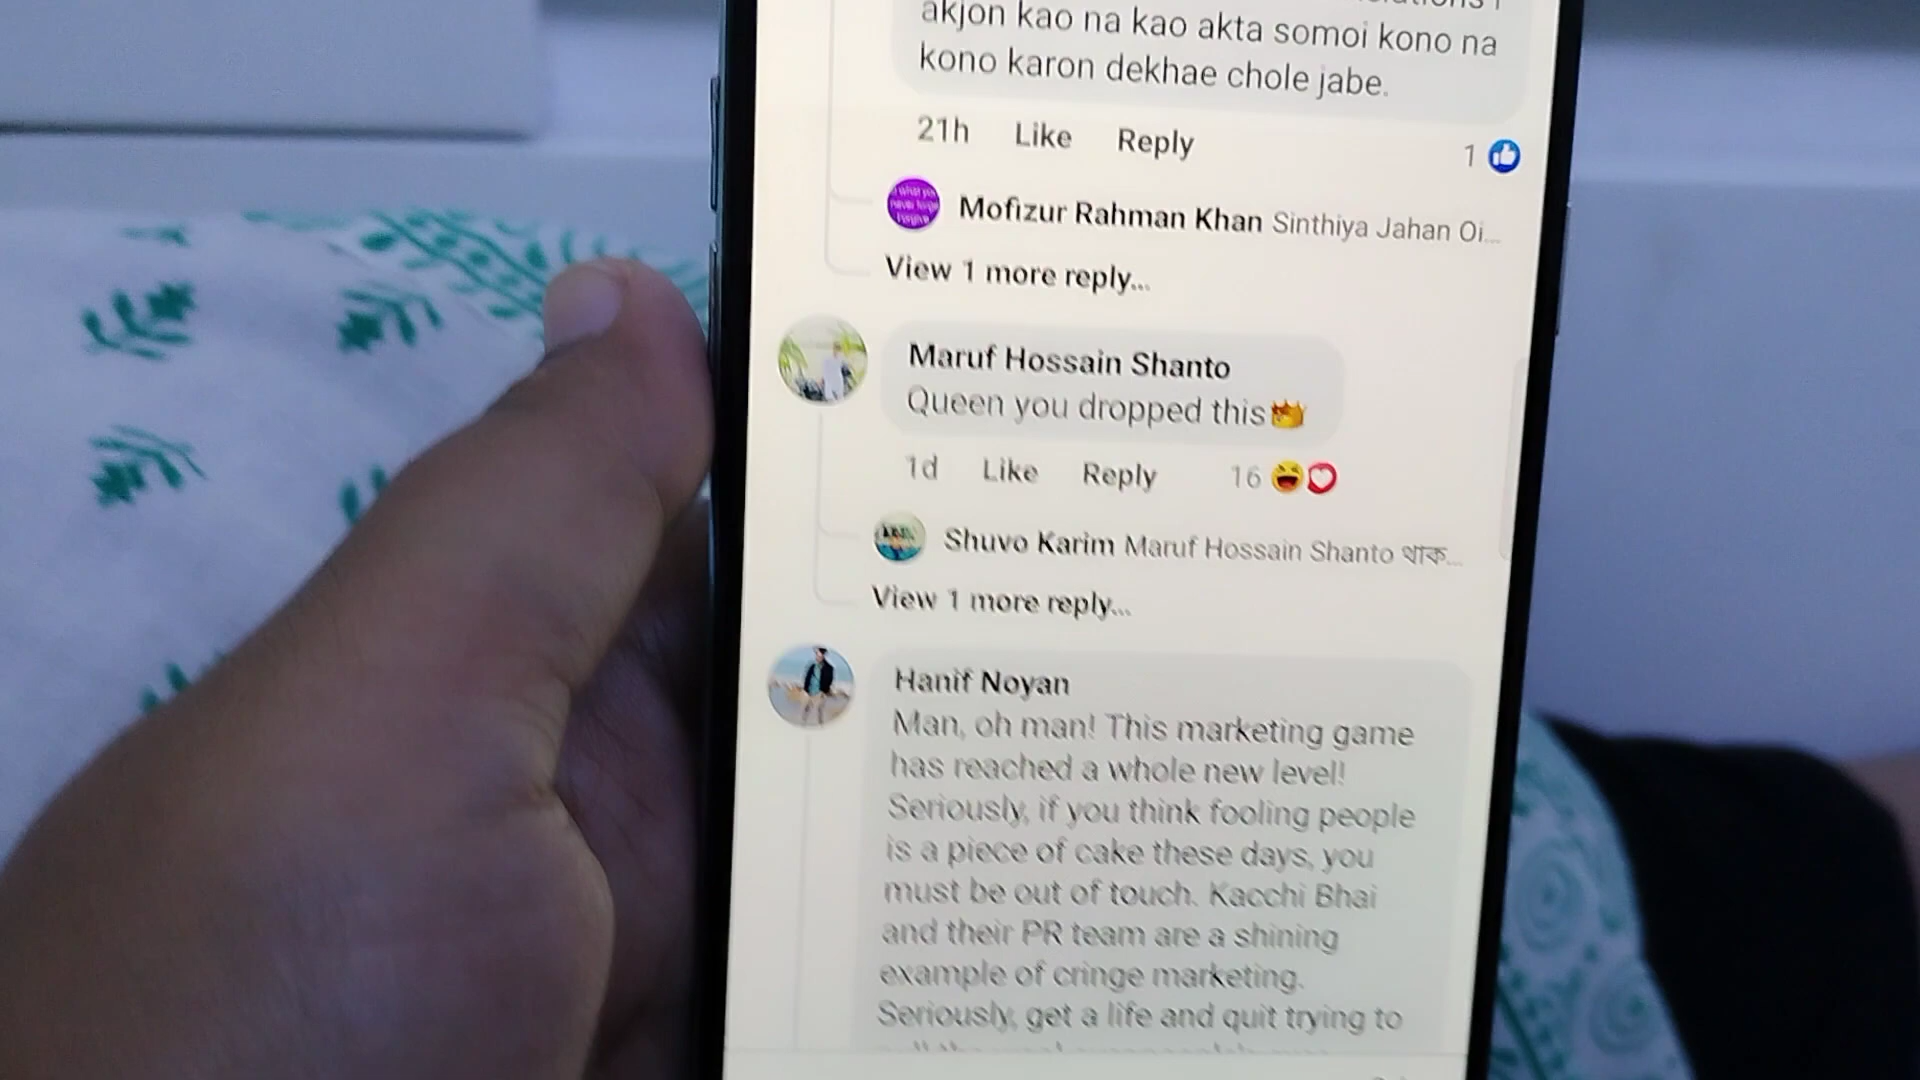 akjon kao na kao akta somoi kono na
kono karon dekhae chole jabe.
21h Like Reply 1
Mofizur Rahman Khan Sinthiya Jahan Oi...
View 1 more reply...
Maruf Hossain Shanto
Queen you dropped this👑
1d Like Reply 16 😆❤️
Shuvo Karim Maruf Hossain Shanto থাক...
View 1 more reply...
Hanif Noyan
Man, oh man! This marketing game
has reached a whole new level!
Seriously, if you think fooling people
is a piece of cake these days, you
must be out of touch. Kacchi Bhai
and their PR team are a shining
example of cringe marketing.
Seriously, get a life and quit trying to